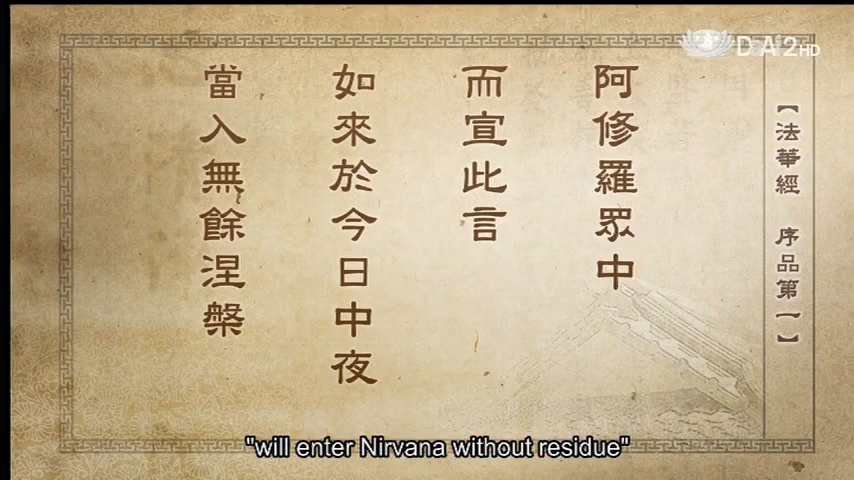 【法華經 序品第一】
阿修羅眾中
而宣此言
如來於今日中夜
當入無餘涅槃
DaAi2HD
"will enter Nirvana without residue"